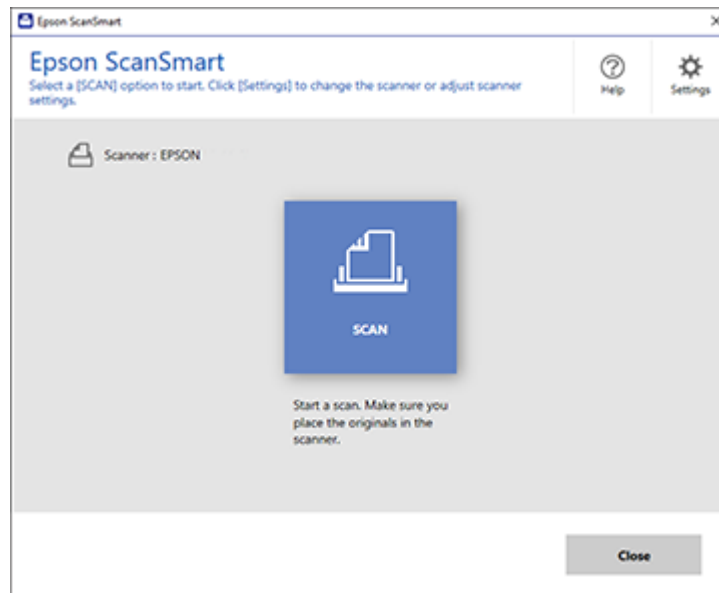 Epson ScanSmart
Epson ScanSmart
Select a [SCAN] option to start. Click [Settings] to change the scanner or adjust scanner
settings.
Help
Settings
Scanner : EPSON
SCAN
Start a scan. Make sure you
place the originals in the
scanner.
Close